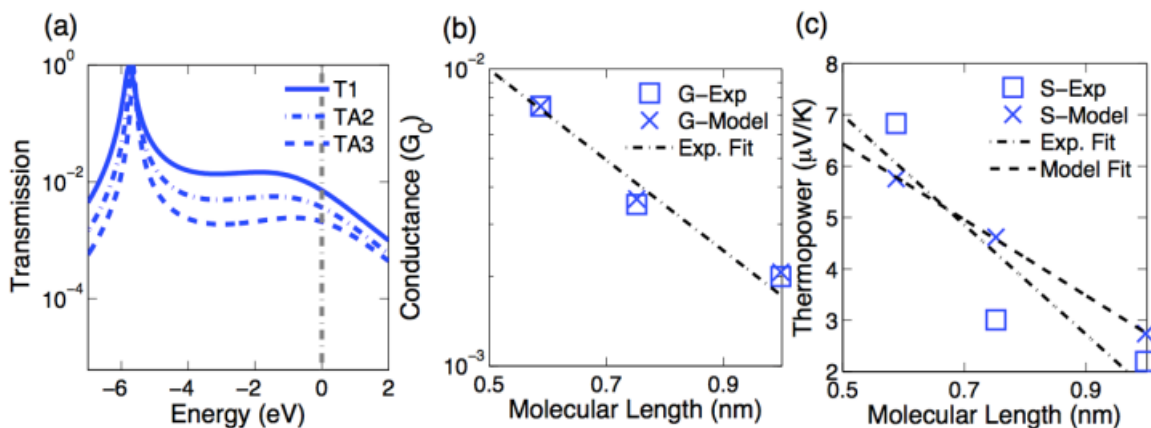 (a)
Transmission
10^0
10^-2
10^-4
T1
TA2
TA3
−6
−4
−2
0
2
Energy (eV)
(b)
Conductance (G_0)
10^-2
10^-3
G−Exp
G−Model
Exp. Fit
0.5
0.7
0.9
Molecular Length (nm)
(c)
Thermopower (μV/K)
8
7
6
5
4
3
2
S−Exp
S−Model
Exp. Fit
Model Fit
0.5
0.7
0.9
Molecular Length (nm)